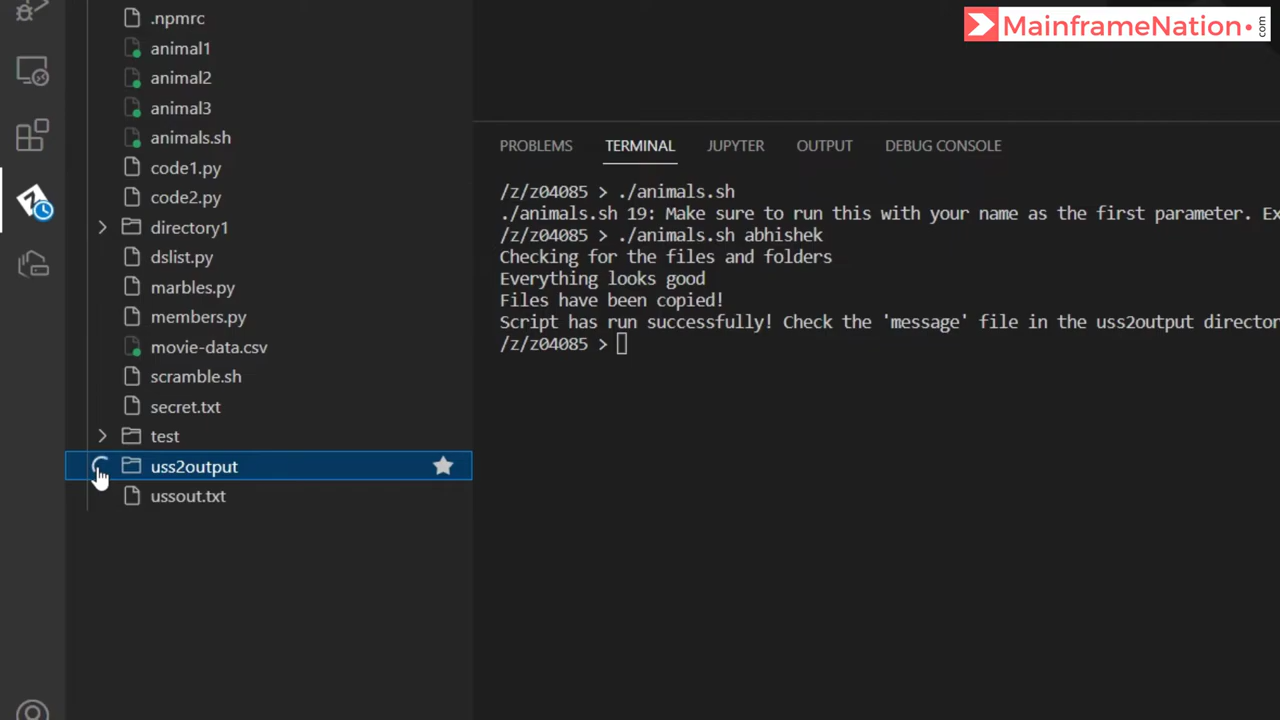 MainframeNation
.com
.npmrc
animal1
animal2
animal3
animals.sh
code1.py
code2.py
directory1
dslist.py
marbles.py
members.py
movie-data.csv
scramble.sh
secret.txt
test
uss2output
ussout.txt
PROBLEMS TERMINAL JUPYTER OUTPUT DEBUG CONSOLE
/z/z04085 > ./animals.sh
./animals.sh 19: Make sure to run this with your name as the first parameter. Ex
/z/z04085 > ./animals.sh abhishek
Checking for the files and folders
Everything looks good
Files have been copied!
Script has run successfully! Check the 'message' file in the uss2output director
/z/z04085 >